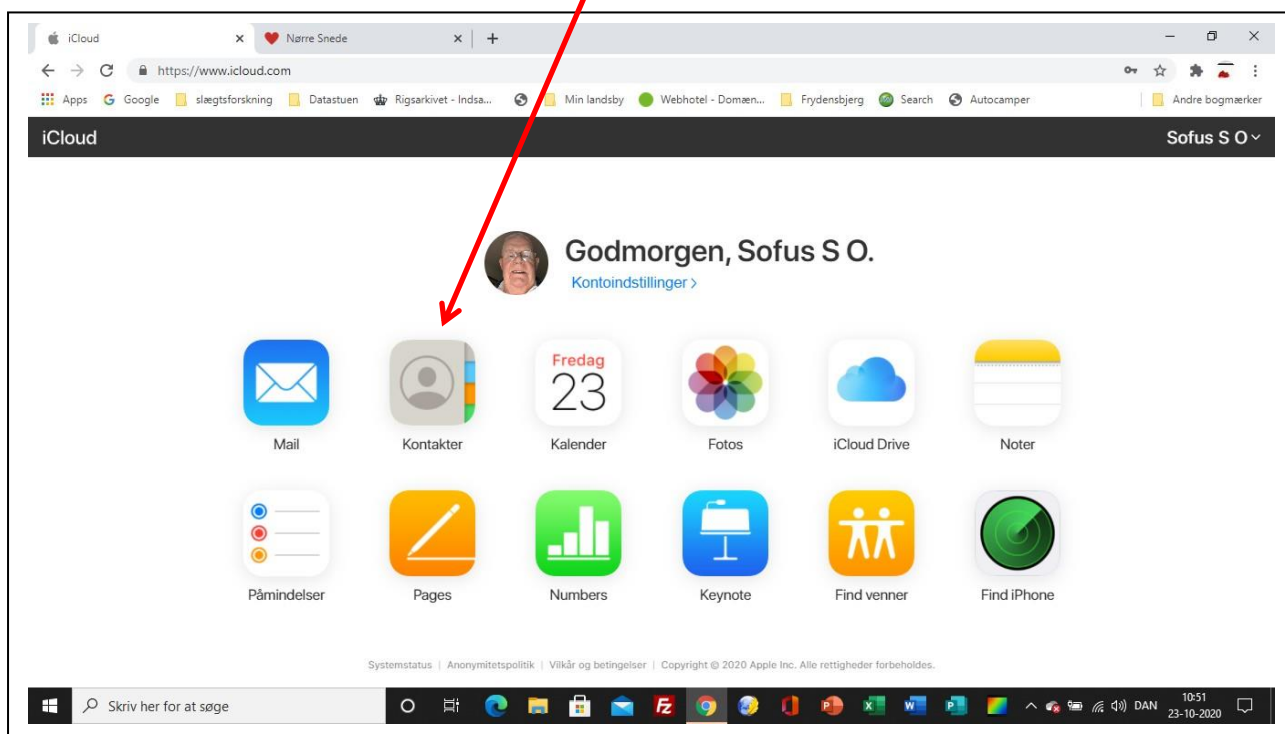 iCloud
Nørre Snede
https://www.icloud.com
Apps Google slægtsforskning Datastuen Rigsarkivet - Indsa... Min landsby Webhotel - Domæn... Frydensbjerg Search Autocamper Andre bogmærker
iCloud Sofus S O
Godmorgen, Sofus S O.
Kontoindstillinger >
Fredag
23
Mail Kontakter Kalender Fotos iCloud Drive Noter
Påmindelser Pages Numbers Keynote Find venner Find iPhone
Systemstatus | Anonymitetspolitik | Vilkår og betingelser | Copyright © 2020 Apple Inc. Alle rettigheder forbeholdes.
Skriv her for at søge
DAN
10:51
23-10-2020